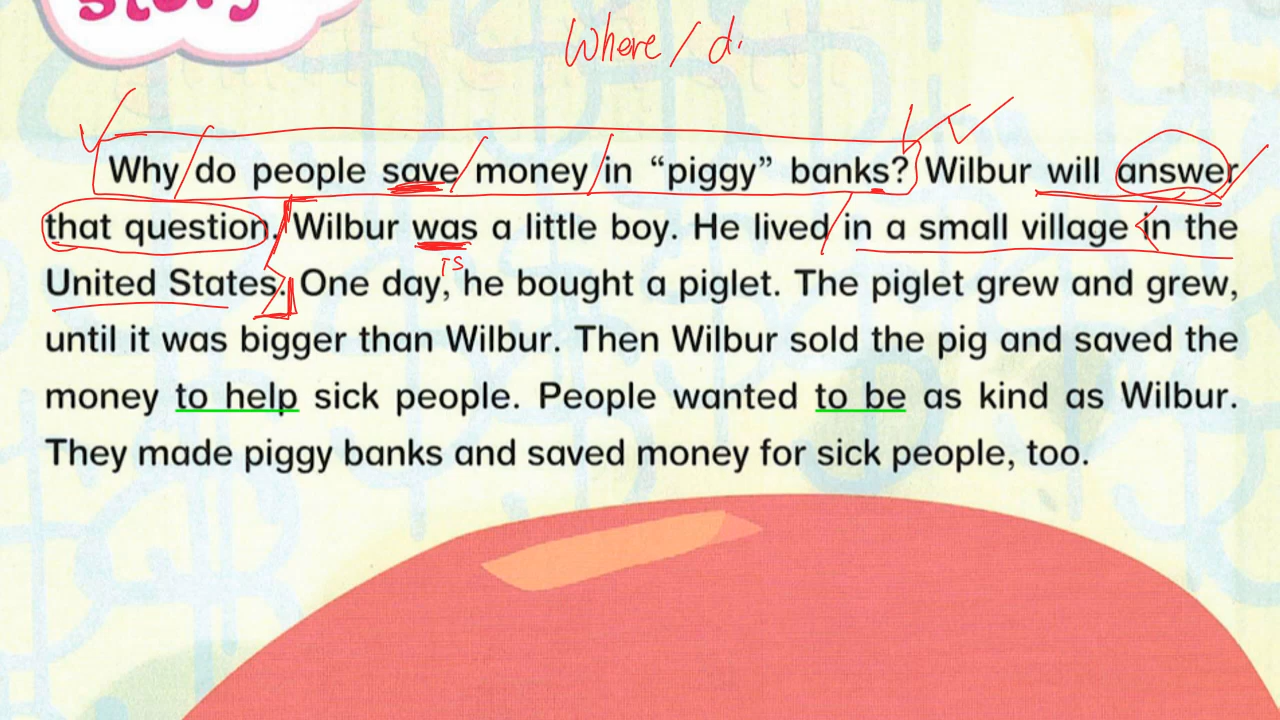 story
Where / d
Why do people save money in “piggy” banks? Wilbur will answer
that question. Wilbur was a little boy. He lived in a small village in the
is
United States. One day, he bought a piglet. The piglet grew and grew,
until it was bigger than Wilbur. Then Wilbur sold the pig and saved the
money to help sick people. People wanted to be as kind as Wilbur.
They made piggy banks and saved money for sick people, too.